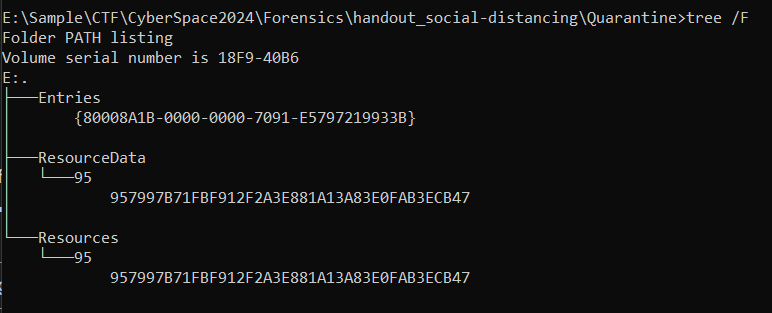 E:\Sample\CTF\CyberSpace2024\Forensics\handout_social-distancing\Quarantine>tree /F
Folder PATH listing
Volume serial number is 18F9-40B6
E:.
├───Entries
│       {80008A1B-0000-0000-7091-E5797219933B}
│
├───ResourceData
│   └───95
│           957997B71FBF912F2A3E881A13A83E0FAB3ECB47
│
└───Resources
    └───95
            957997B71FBF912F2A3E881A13A83E0FAB3ECB47